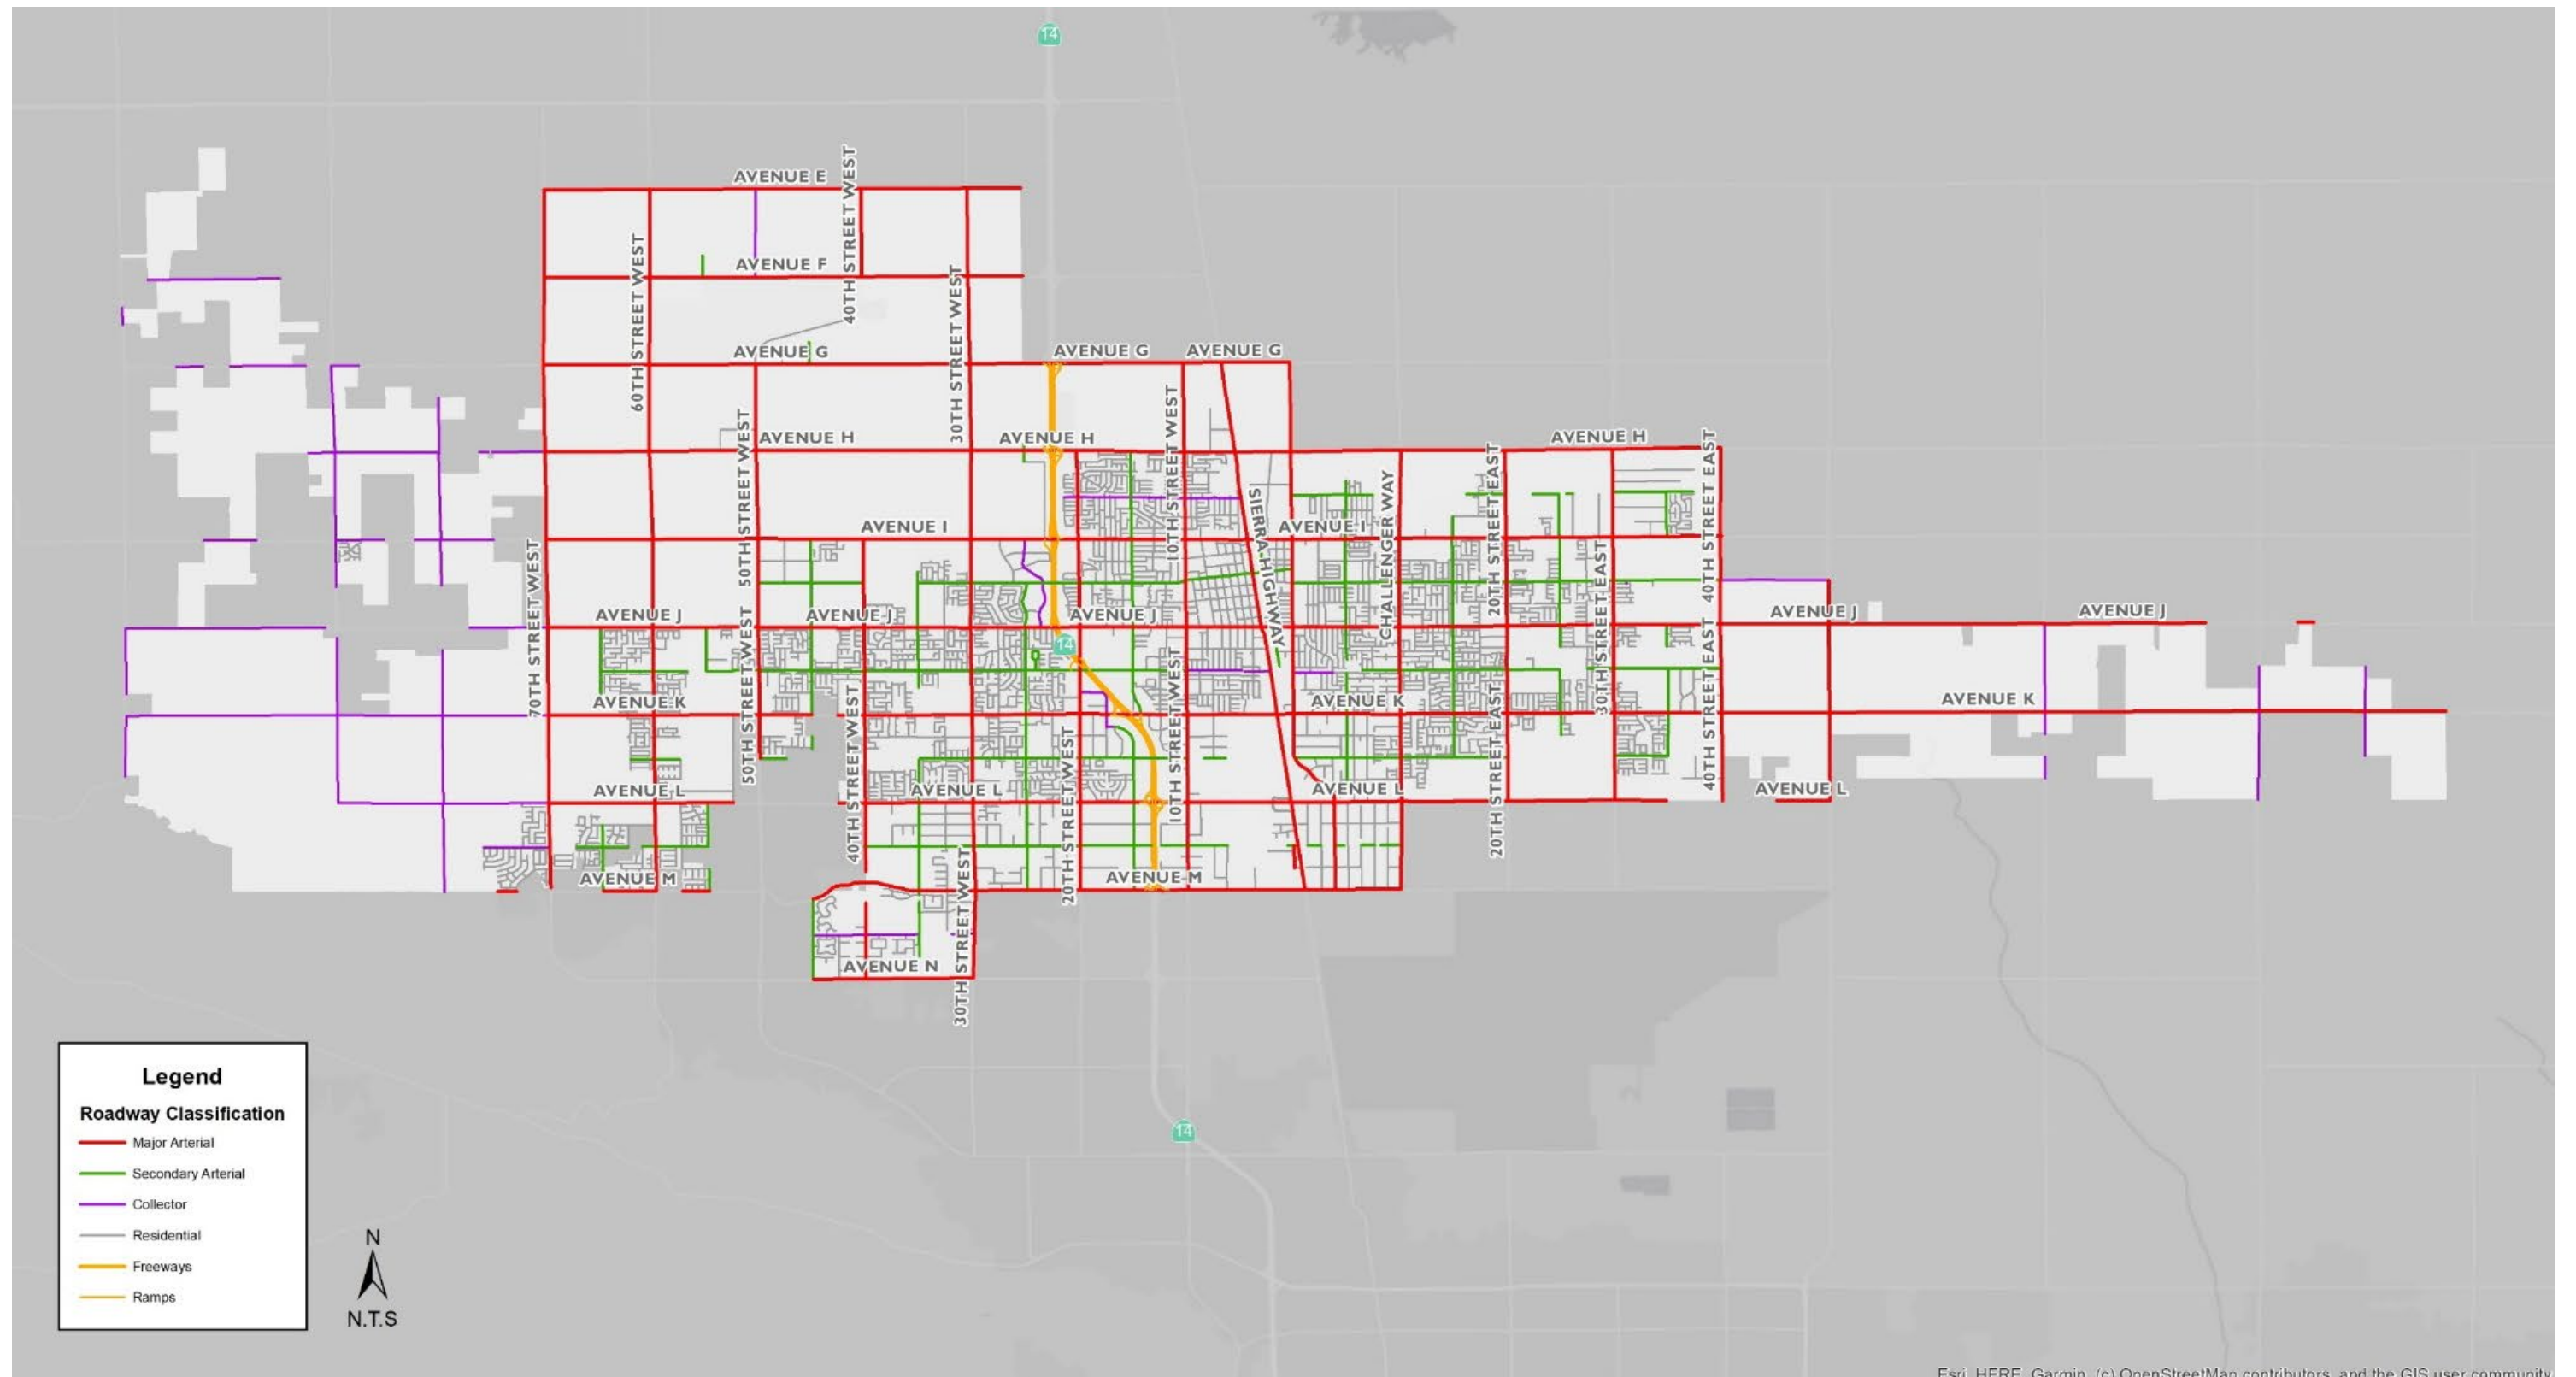 14
AVENUE E
40TH STREET WEST
60TH STREET WEST
AVENUE F
30TH STREET WEST
AVENUE G
AVENUE G
AVENUE G
10TH STREET WEST
50TH STREET WEST
AVENUE H
AVENUE H
AVENUE H
20TH STREET EAST
40TH STREET EAST
CHALLENGER WAY
SIERRA HIGHWAY
AVENUE I
AVENUE I
70TH STREET WEST
30TH STREET EAST
AVENUE J
AVENUE J
AVENUE J
AVENUE J
AVENUE J
50TH STREET WEST
14
40TH STREET EAST
10TH STREET WEST
40TH STREET WEST
20TH STREET EAST
AVENUE K
AVENUE K
AVENUE K
20TH STREET WEST
AVENUE L
AVENUE L
AVENUE L
AVENUE L
30TH STREET WEST
AVENUE M
AVENUE M
AVENUE N
14
Legend
Roadway Classification
Major Arterial
Secondary Arterial
Collector
Residential
Freeways
Ramps
N
N.T.S
Esri, HERE, Garmin, (c) OpenStreetMap contributors, and the GIS user community